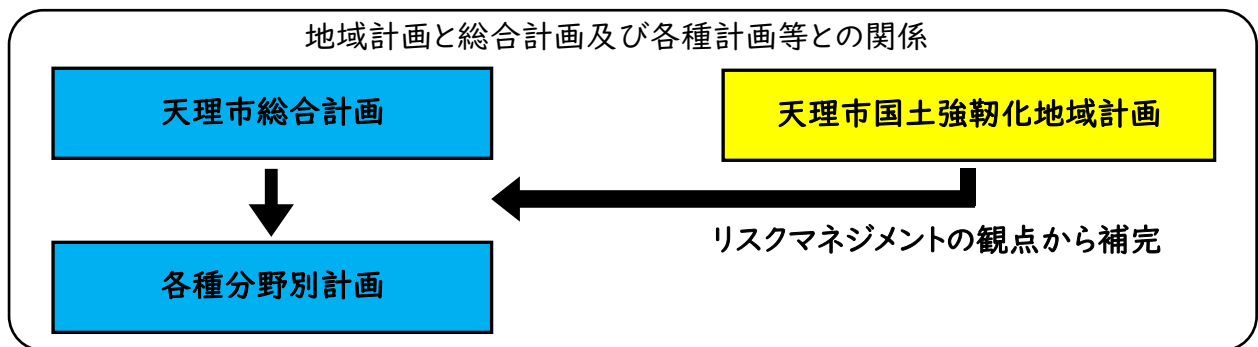 地域計画と総合計画及び各種計画等との関係
天理市総合計画
天理市国土強靭化地域計画
リスクマネジメントの観点から補完
各種分野別計画